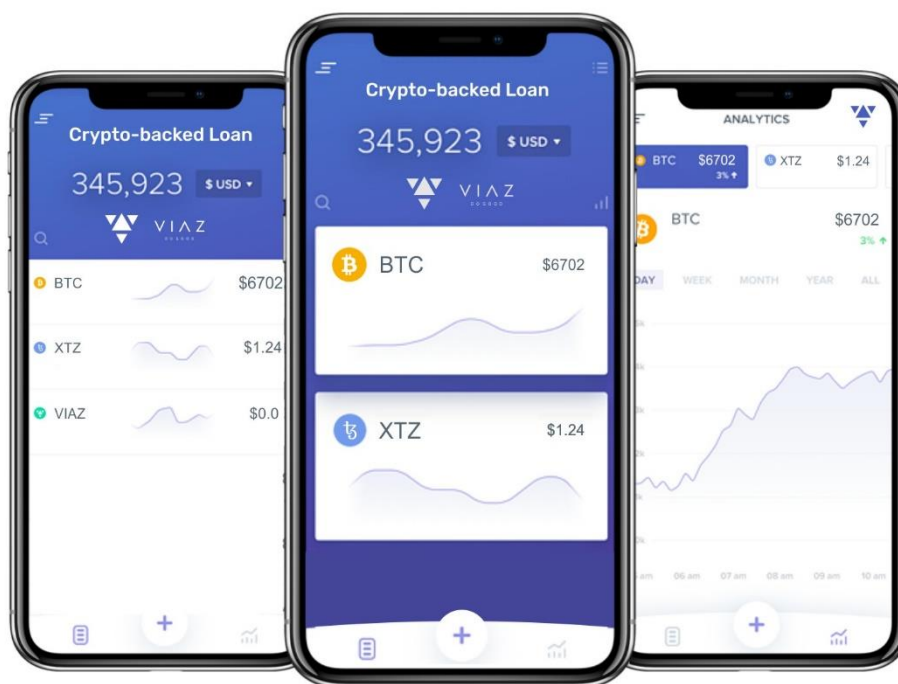 Crypto-backed Loan
345,923 $ USD
VIAZ
BTC $6702
XTZ $1.24
VIAZ $0.0
Crypto-backed Loan
345,923 $ USD
VIAZ
BTC $6702
XTZ $1.24
ANALYTICS
BTC $6702 XTZ $1.24
3%
BTC $6702
3%
DAY WEEK MONTH YEAR ALL
06 am 07 am 08 am 09 am 10 am